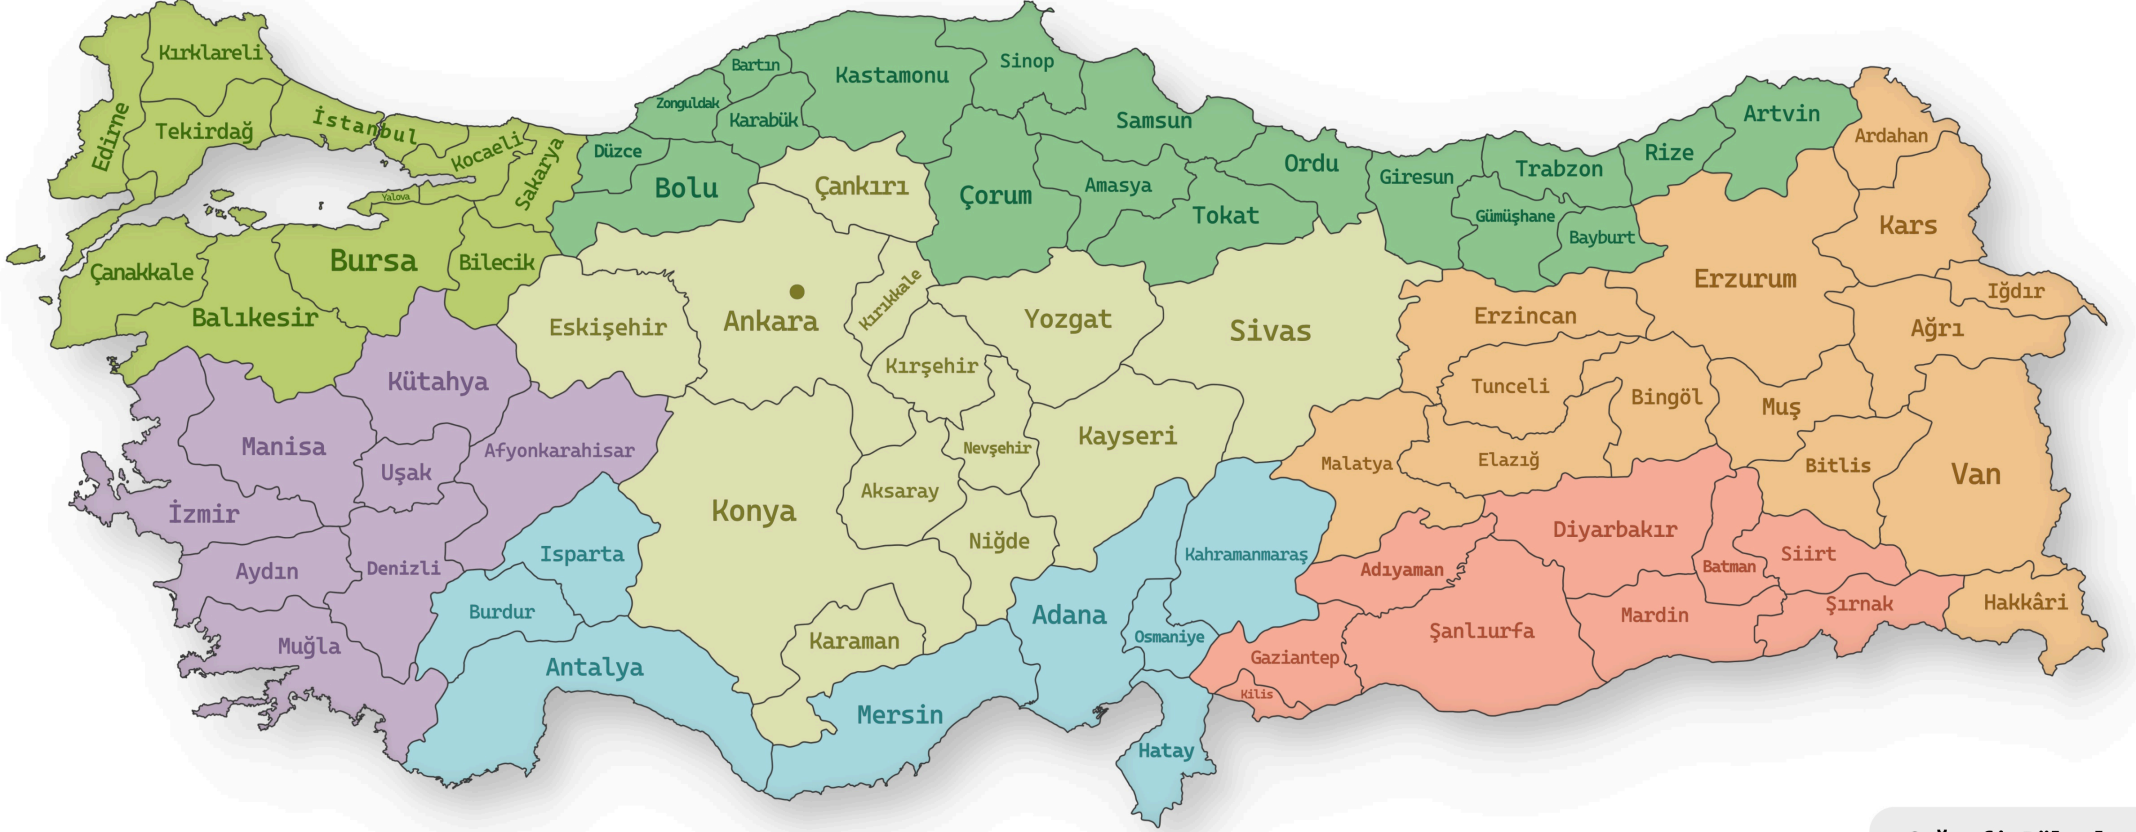 Kırklareli
Edirne
Tekirdağ
İstanbul
Kocaeli
Sakarya
Yalova
Çanakkale
Balıkesir
Bursa
Bilecik
Bartın
Zonguldak
Karabük
Kastamonu
Sinop
Düzce
Bolu
Çorum
Samsun
Amasya
Tokat
Ordu
Giresun
Gümüşhane
Trabzon
Bayburt
Rize
Artvin
Çankırı
Eskişehir
Ankara
Kırıkkale
Kırşehir
Yozgat
Sivas
Nevşehir
Kayseri
Aksaray
Niğde
Konya
Karaman
Ardahan
Kars
Iğdır
Ağrı
Erzurum
Erzincan
Tunceli
Bingöl
Muş
Malatya
Elazığ
Bitlis
Van
Hakkâri
Kütahya
Manisa
Uşak
Afyonkarahisar
İzmir
Aydın
Denizli
Muğla
Isparta
Burdur
Antalya
Mersin
Adana
Osmaniye
Kahramanmaraş
Hatay
Adıyaman
Diyarbakır
Batman
Siirt
Şırnak
Mardin
Şanlıurfa
Gaziantep
Kilis